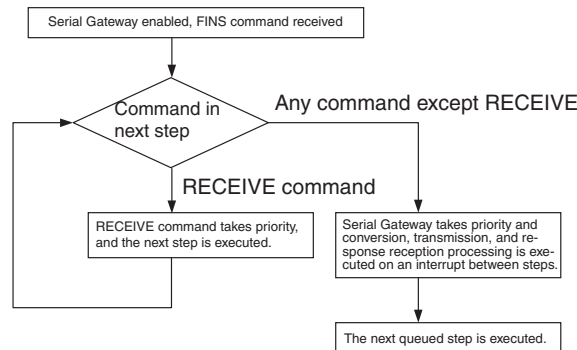 Serial Gateway enabled, FINS command received
Command in
next step
Any command except RECEIVE
RECEIVE command
RECEIVE command takes priority,
and the next step is executed.
Serial Gateway takes priority and
conversion, transmission, and re-
sponse reception processing is exe-
cuted on an interrupt between steps.
The next queued step is executed.